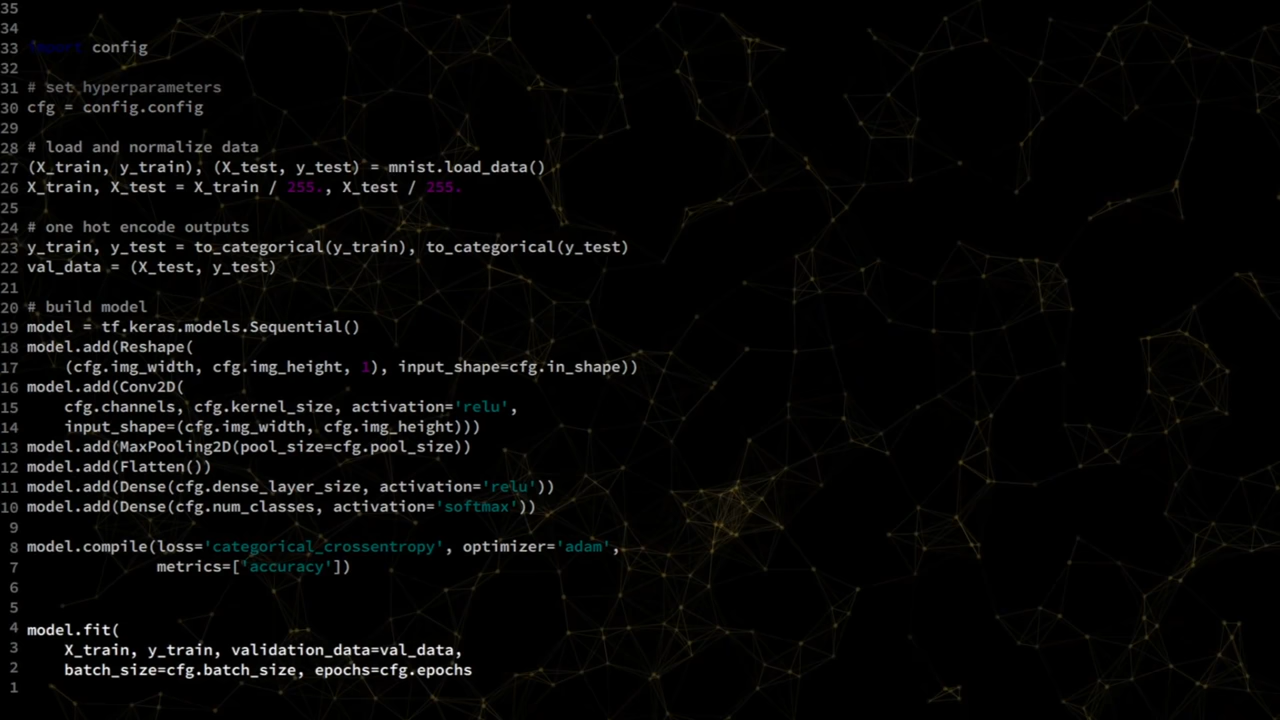 35
34
33 import config
32
31 # set hyperparameters
30 cfg = config.config
29
28 # load and normalize data
27 (X_train, y_train), (X_test, y_test) = mnist.load_data()
26 X_train, X_test = X_train / 255., X_test / 255.
25
24 # one hot encode outputs
23 y_train, y_test = to_categorical(y_train), to_categorical(y_test)
22 val_data = (X_test, y_test)
21
20 # build model
19 model = tf.keras.models.Sequential()
18 model.add(Reshape(
17     (cfg.img_width, cfg.img_height, 1), input_shape=cfg.in_shape))
16 model.add(Conv2D(
15     cfg.channels, cfg.kernel_size, activation='relu',
14     input_shape=(cfg.img_width, cfg.img_height)))
13 model.add(MaxPooling2D(pool_size=cfg.pool_size))
12 model.add(Flatten())
11 model.add(Dense(cfg.dense_layer_size, activation='relu'))
10 model.add(Dense(cfg.num_classes, activation='softmax'))
9
8 model.compile(loss='categorical_crossentropy', optimizer='adam',
7               metrics=['accuracy'])
6
5
4 model.fit(
3     X_train, y_train, validation_data=val_data,
2     batch_size=cfg.batch_size, epochs=cfg.epochs
1